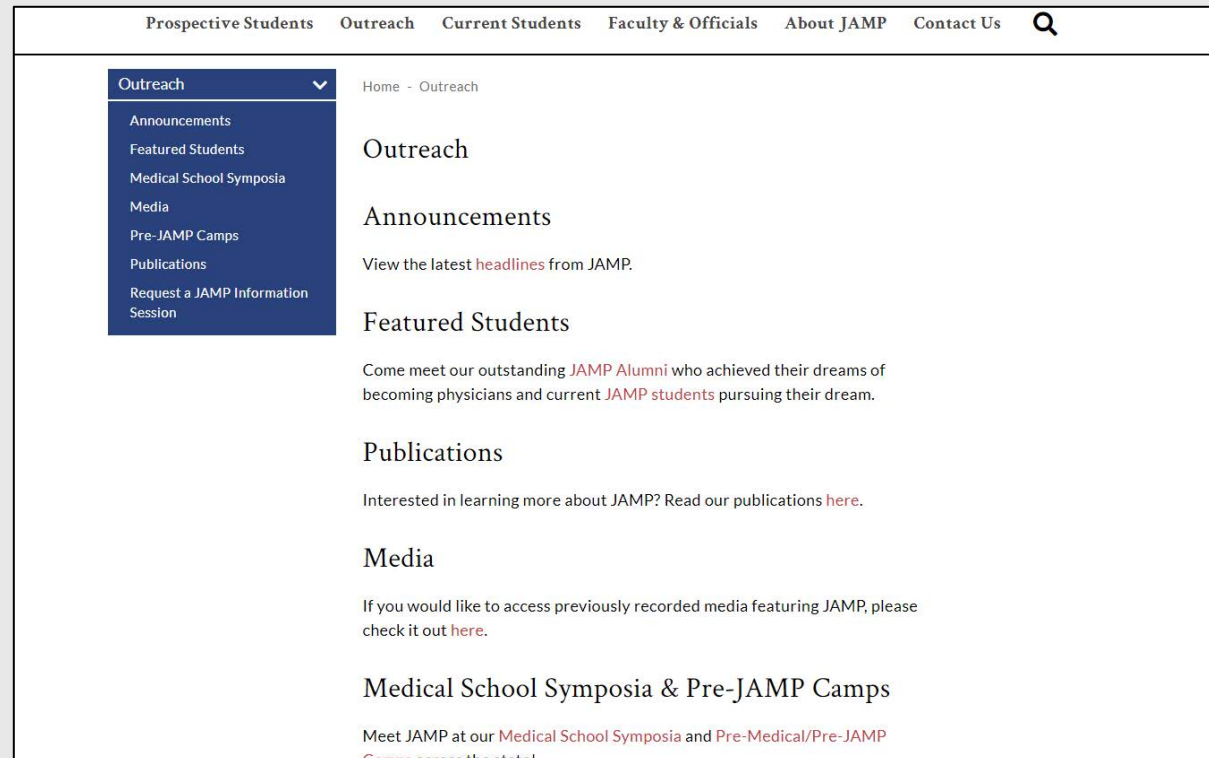 Prospective Students Outreach Current Students Faculty & Officials About JAMP Contact Us
Outreach
Announcements
Featured Students
Medical School Symposia
Media
Pre-JAMP Camps
Publications
Request a JAMP Information
Session
Home - Outreach
Outreach
Announcements
View the latest headlines from JAMP.
Featured Students
Come meet our outstanding JAMP Alumni who achieved their dreams of
becoming physicians and current JAMP students pursuing their dream.
Publications
Interested in learning more about JAMP? Read our publications here.
Media
If you would like to access previously recorded media featuring JAMP, please
check it out here.
Medical School Symposia & Pre-JAMP Camps
Meet JAMP at our Medical School Symposia and Pre-Medical/Pre-JAMP
Camps across the state!